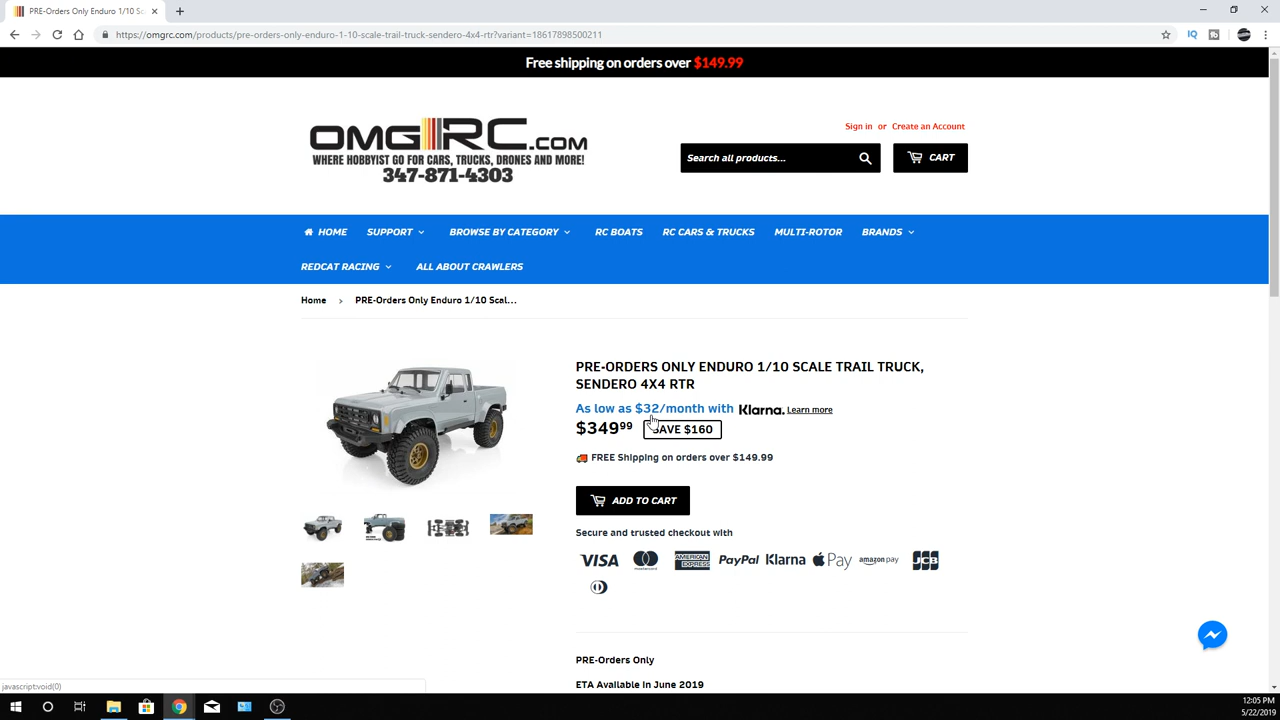 PRE-Orders Only Enduro 1/10 Sc
https://omgrc.com/products/pre-orders-only-enduro-1-10-scale-trail-truck-sendero-4x4-rtr?variant=18617898500211
IQ
Free shipping on orders over $149.99
OMG RC.COM
WHERE HOBBYIST GO FOR CARS, TRUCKS, DRONES AND MORE!
347-871-4303
Sign in or Create an Account
Search all products...
CART
HOME SUPPORT BROWSE BY CATEGORY RC BOATS RC CARS & TRUCKS MULTI-ROTOR BRANDS
REDCAT RACING ALL ABOUT CRAWLERS
Home › PRE-Orders Only Enduro 1/10 Scal...
PRE-ORDERS ONLY ENDURO 1/10 SCALE TRAIL TRUCK,
SENDERO 4X4 RTR
As low as $32/month with Klarna. Learn more
$349.99 SAVE $160
FREE Shipping on orders over $149.99
ADD TO CART
Secure and trusted checkout with
VISA mastercard AMERICAN EXPRESS PayPal Klarna Apple Pay amazon pay JCB
PRE-Orders Only
ETA Available in June 2019
javascript:void(0)
12:05 PM
5/22/2019